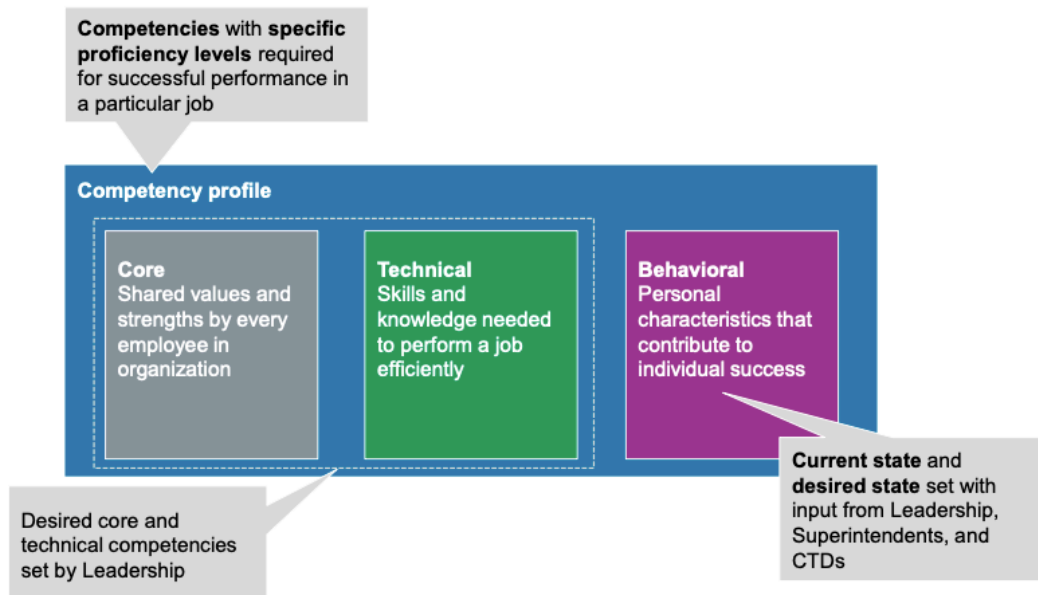 Competencies with specific
proficiency levels required
for successful performance in
a particular job
Competency profile
Core
Shared values and
strengths by every
employee in
organization
Technical
Skills and
knowledge needed
to perform a job
efficiently
Behavioral
Personal
characteristics that
contribute to
individual success
Desired core and
technical competencies
set by Leadership
Current state and
desired state set with
input from Leadership,
Superintendents, and
CTDs